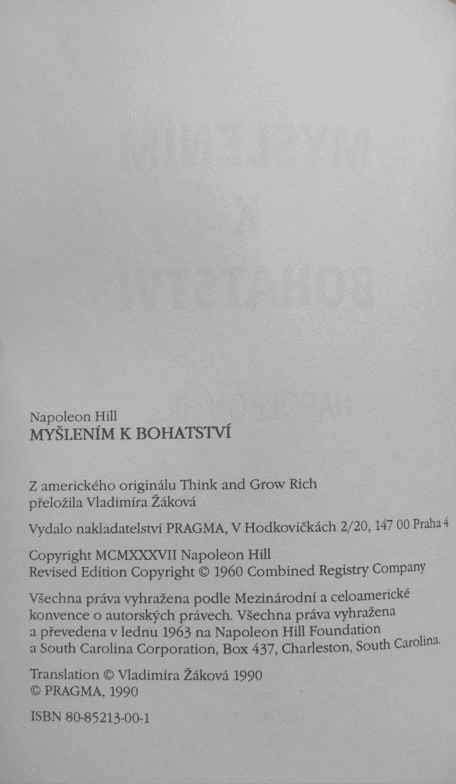 Napoleon Hill
MYŠLENÍM K BOHATSTVÍ
Z amerického originálu Think and Grow Rich
přeložila Vladimíra Žáková
Vydalo nakladatelství PRAGMA, V Hodkovičkách 2/20, 147 00 Praha 4
Copyright MCMXXXVII Napoleon Hill
Revised Edition Copyright © 1960 Combined Registry Company
Všechna práva vyhražena podle Mezinárodní a celoamerické
konvence o autorských právech. Všechna práva vyhražena
a převedena v lednu 1963 na Napoleon Hill Foundation
a South Carolina Corporation, Box 437, Charleston, South Carolina.
Translation © Vladimíra Žáková 1990
© PRAGMA, 1990
ISBN 80-85213-00-1